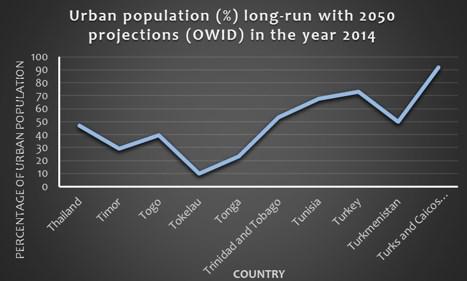 Urban population (%) long-run with 2050
projections (OWID) in the year 2014
PERCENTAGE OF URBAN POPULATION
100
90
80
70
60
50
40
30
20
10
0
Thailand
Timor
Togo
Tokelau
Tonga
Trinidad and Tobago
Tunisia
Turkey
Turkmenistan
Turks and Caicos...
COUNTRY